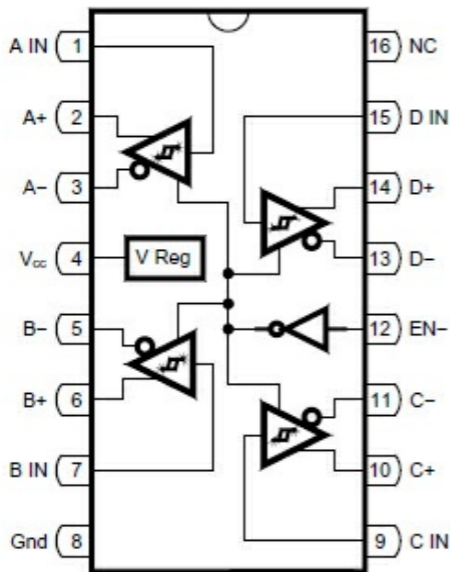 A IN 1 16 NC
A+ 2 15 D IN
A− 3 14 D+
Vcc 4 V Reg 13 D−
B− 5 12 EN−
B+ 6 11 C−
B IN 7 10 C+
Gnd 8 9 C IN